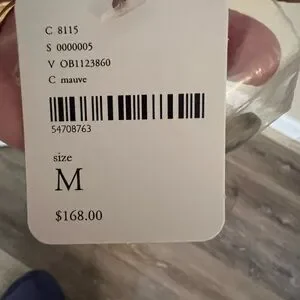 C 8115
S 0000005
V OB1123860
C mauve
54708763
size
M
$168.00